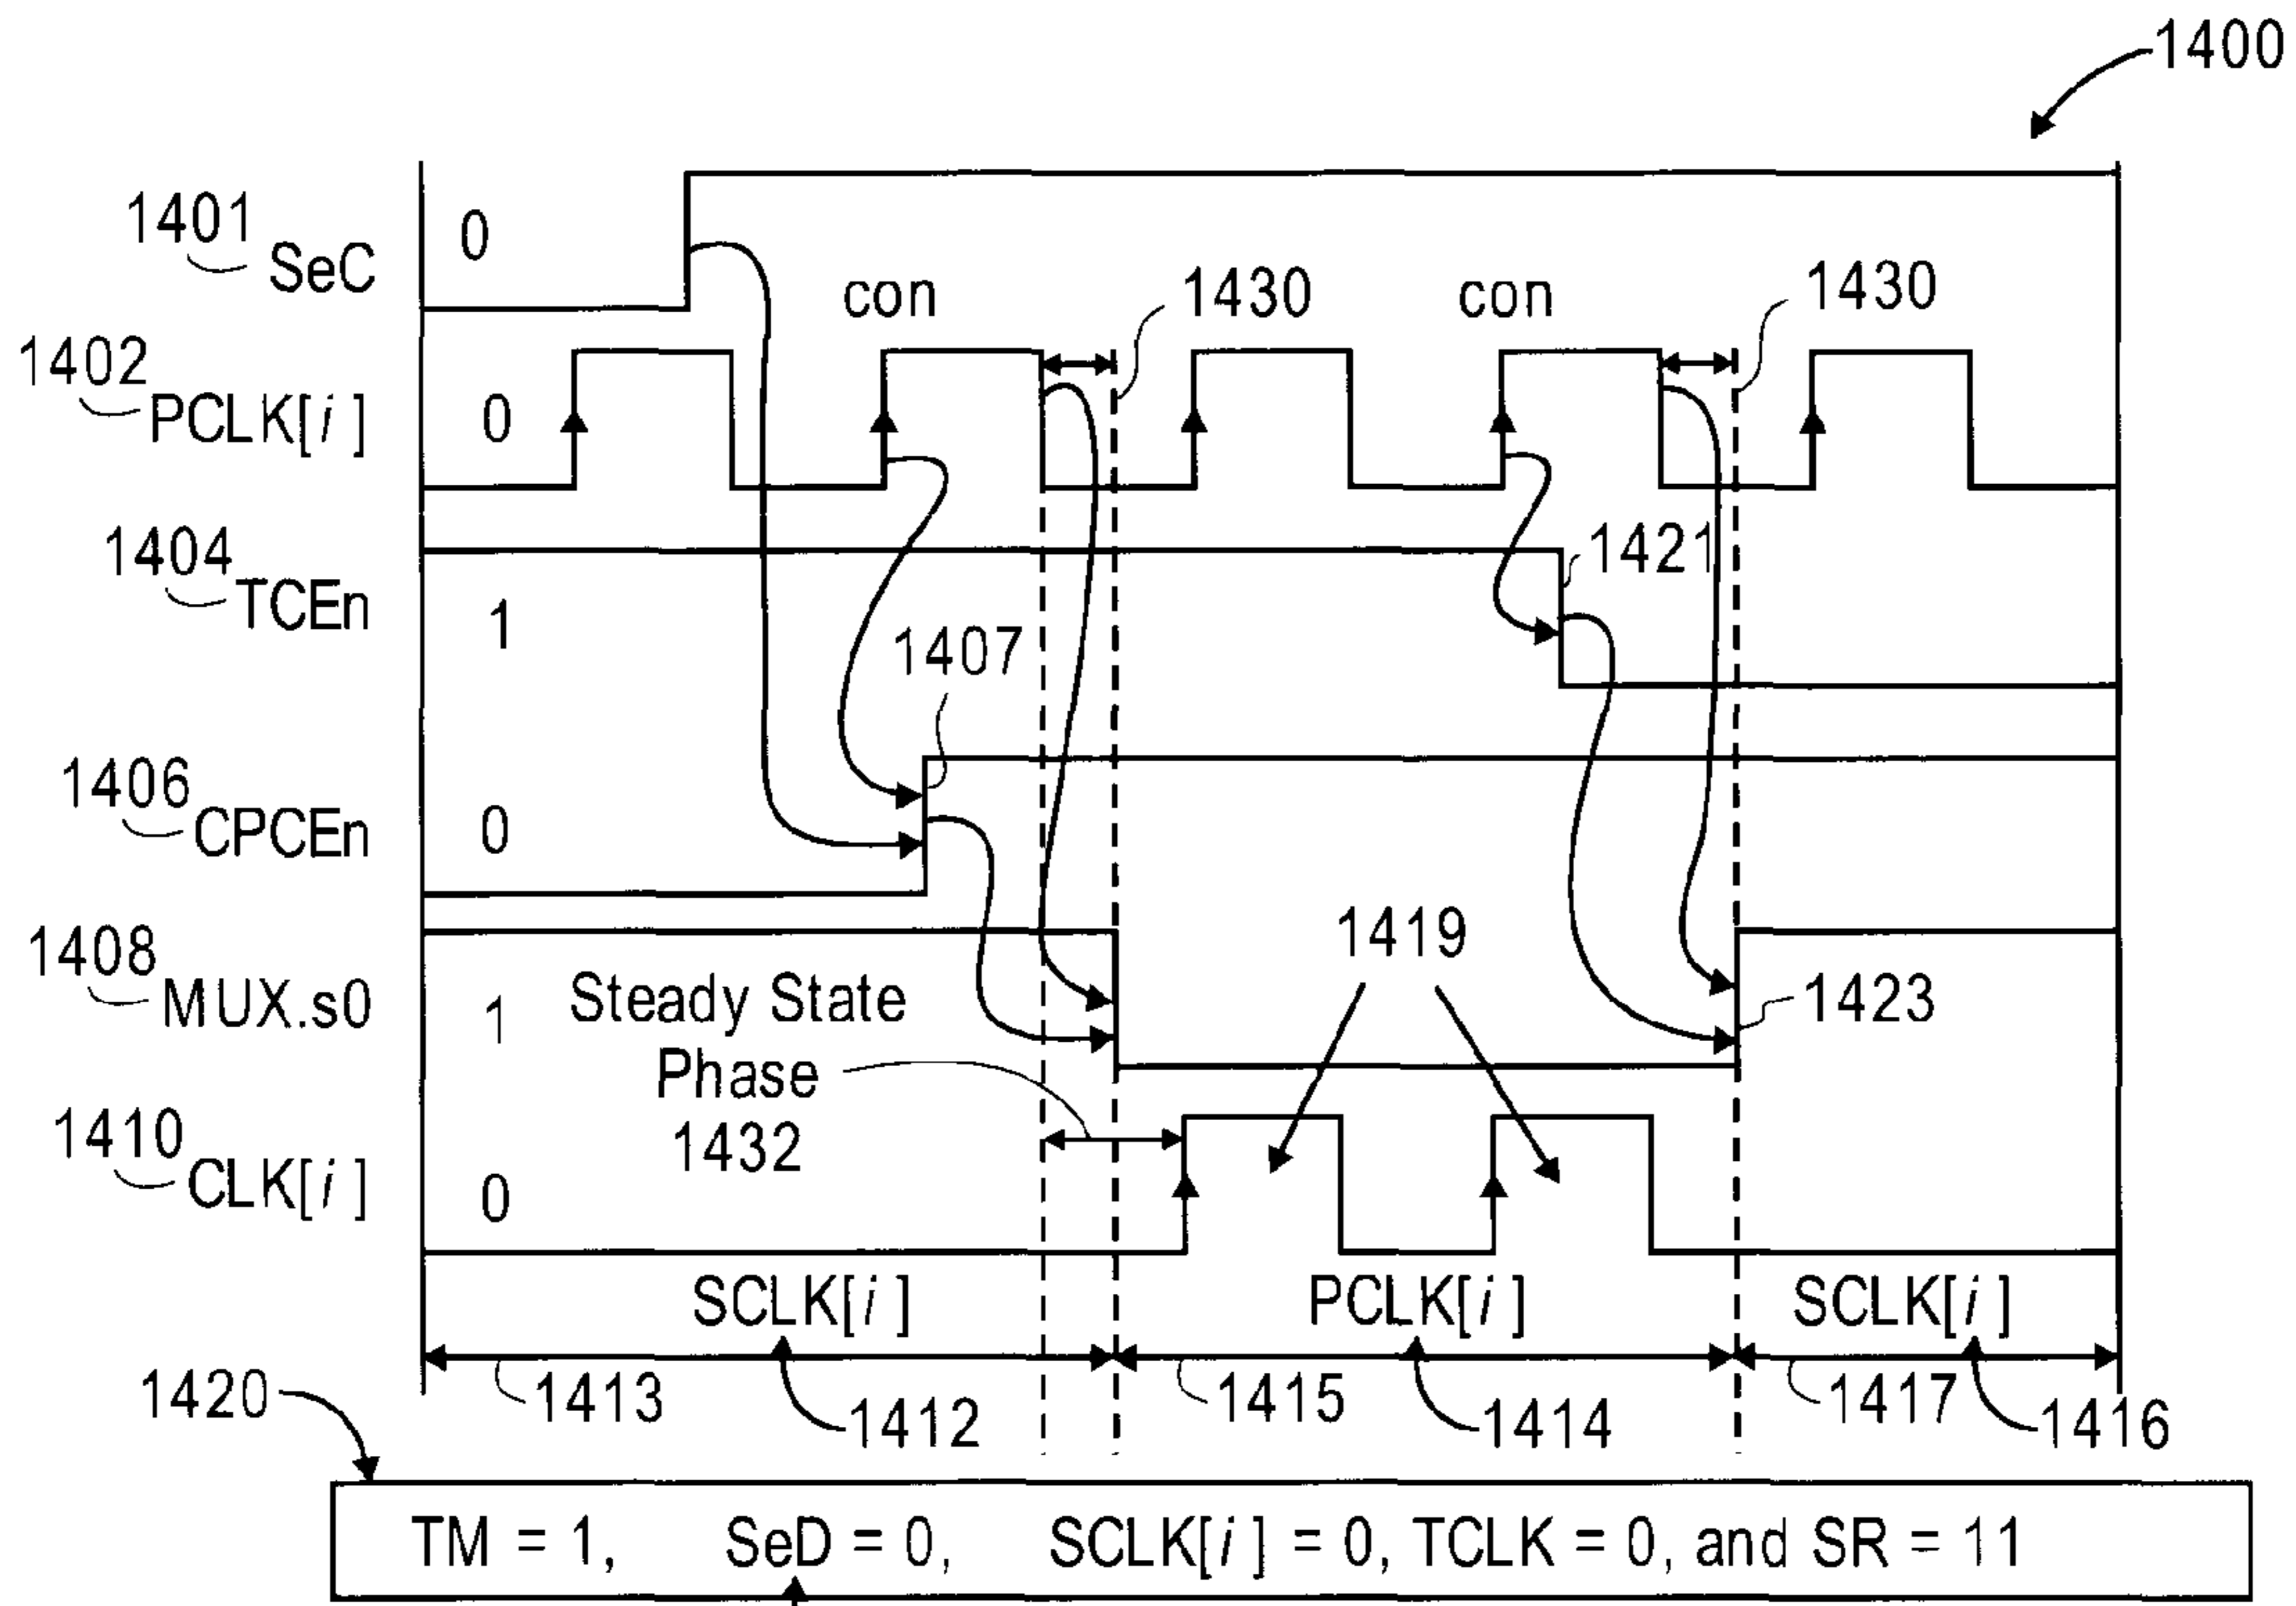 1400
1401
SeC
0
con
1430
con
1430
1402
PCLK[i]
0
1404
TCEn
1
1421
1407
1406
CPCEn
0
1419
1408
MUX.s0
1
Steady State
Phase
1432
1423
1410
CLK[i]
0
SCLK[i]
PCLK[i]
SCLK[i]
1420
1413
1412
1415
1414
1417
1416
TM = 1, SeD = 0, SCLK[i] = 0, TCLK = 0, and SR = 11